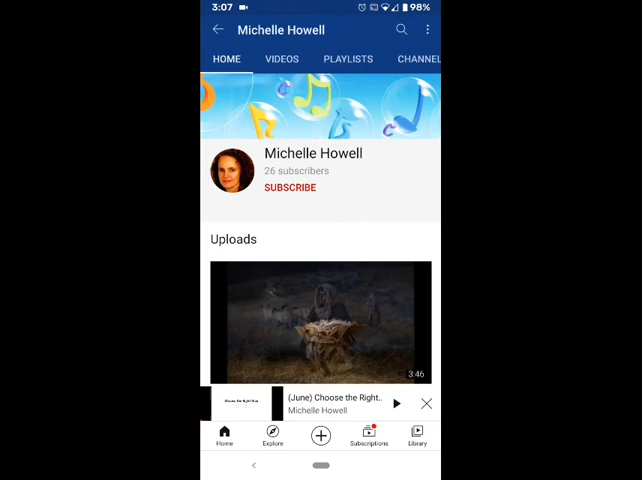 3:07
98%
Michelle Howell
HOME VIDEOS PLAYLISTS CHANNEL
Michelle Howell
26 subscribers
SUBSCRIBE
Uploads
3:46
(June) Choose the Right..
Michelle Howell
Home Explore Subscriptions Library